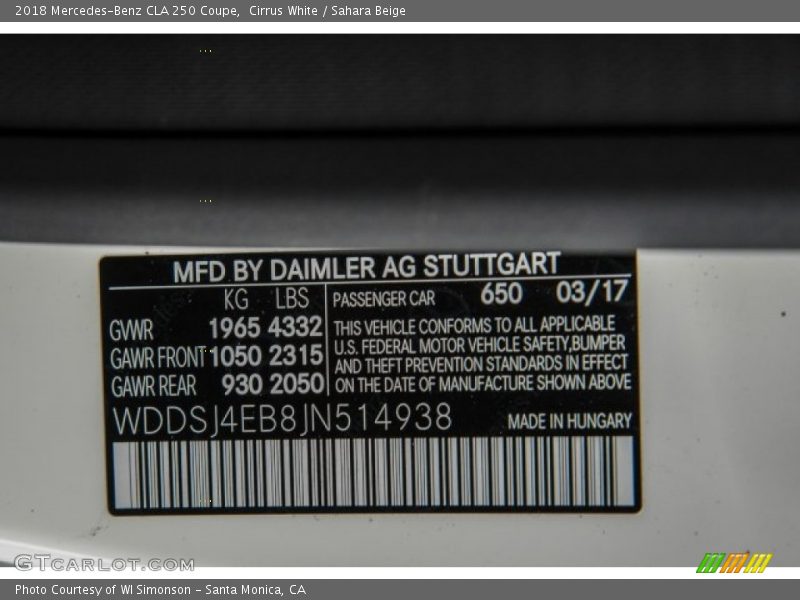 2018 Mercedes-Benz CLA 250 Coupe, Cirrus White / Sahara Beige
MFD BY DAIMLER AG STUTTGART
KG LBS
GWR 1965 4332
GAWR FRONT 1050 2315
GAWR REAR 930 2050
PASSENGER CAR 650 03/17
THIS VEHICLE CONFORMS TO ALL APPLICABLE
U.S. FEDERAL MOTOR VEHICLE SAFETY, BUMPER
AND THEFT PREVENTION STANDARDS IN EFFECT
ON THE DATE OF MANUFACTURE SHOWN ABOVE
WDDSJ4EB8JN514938 MADE IN HUNGARY
GTCARLOT.COM
Photo Courtesy of WI Simonson - Santa Monica, CA